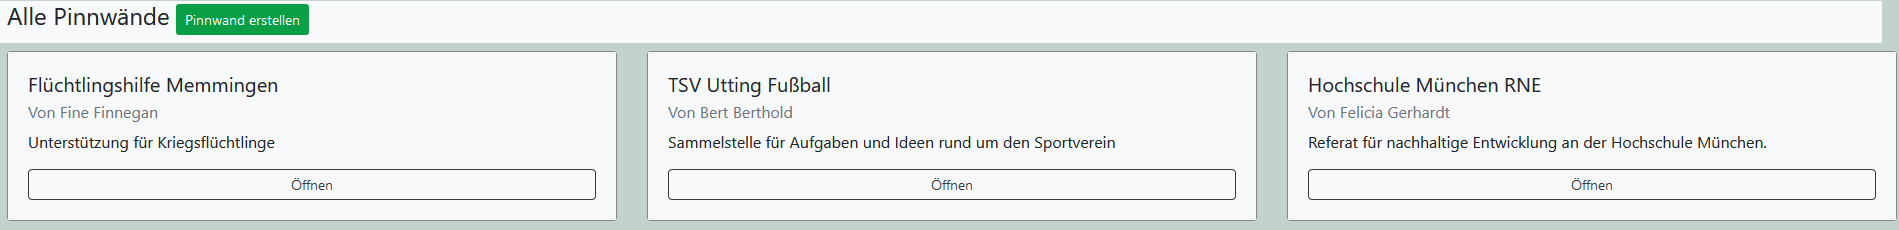 Alle Pinnwände Pinnwand erstellen
Flüchtlingshilfe Memmingen
Von Fine Finnegan
Unterstützung für Kriegsflüchtlinge
Öffnen
TSV Utting Fußball
Von Bert Berthold
Sammelstelle für Aufgaben und Ideen rund um den Sportverein
Öffnen
Hochschule München RNE
Von Felicia Gerhardt
Referat für nachhaltige Entwicklung an der Hochschule München.
Öffnen